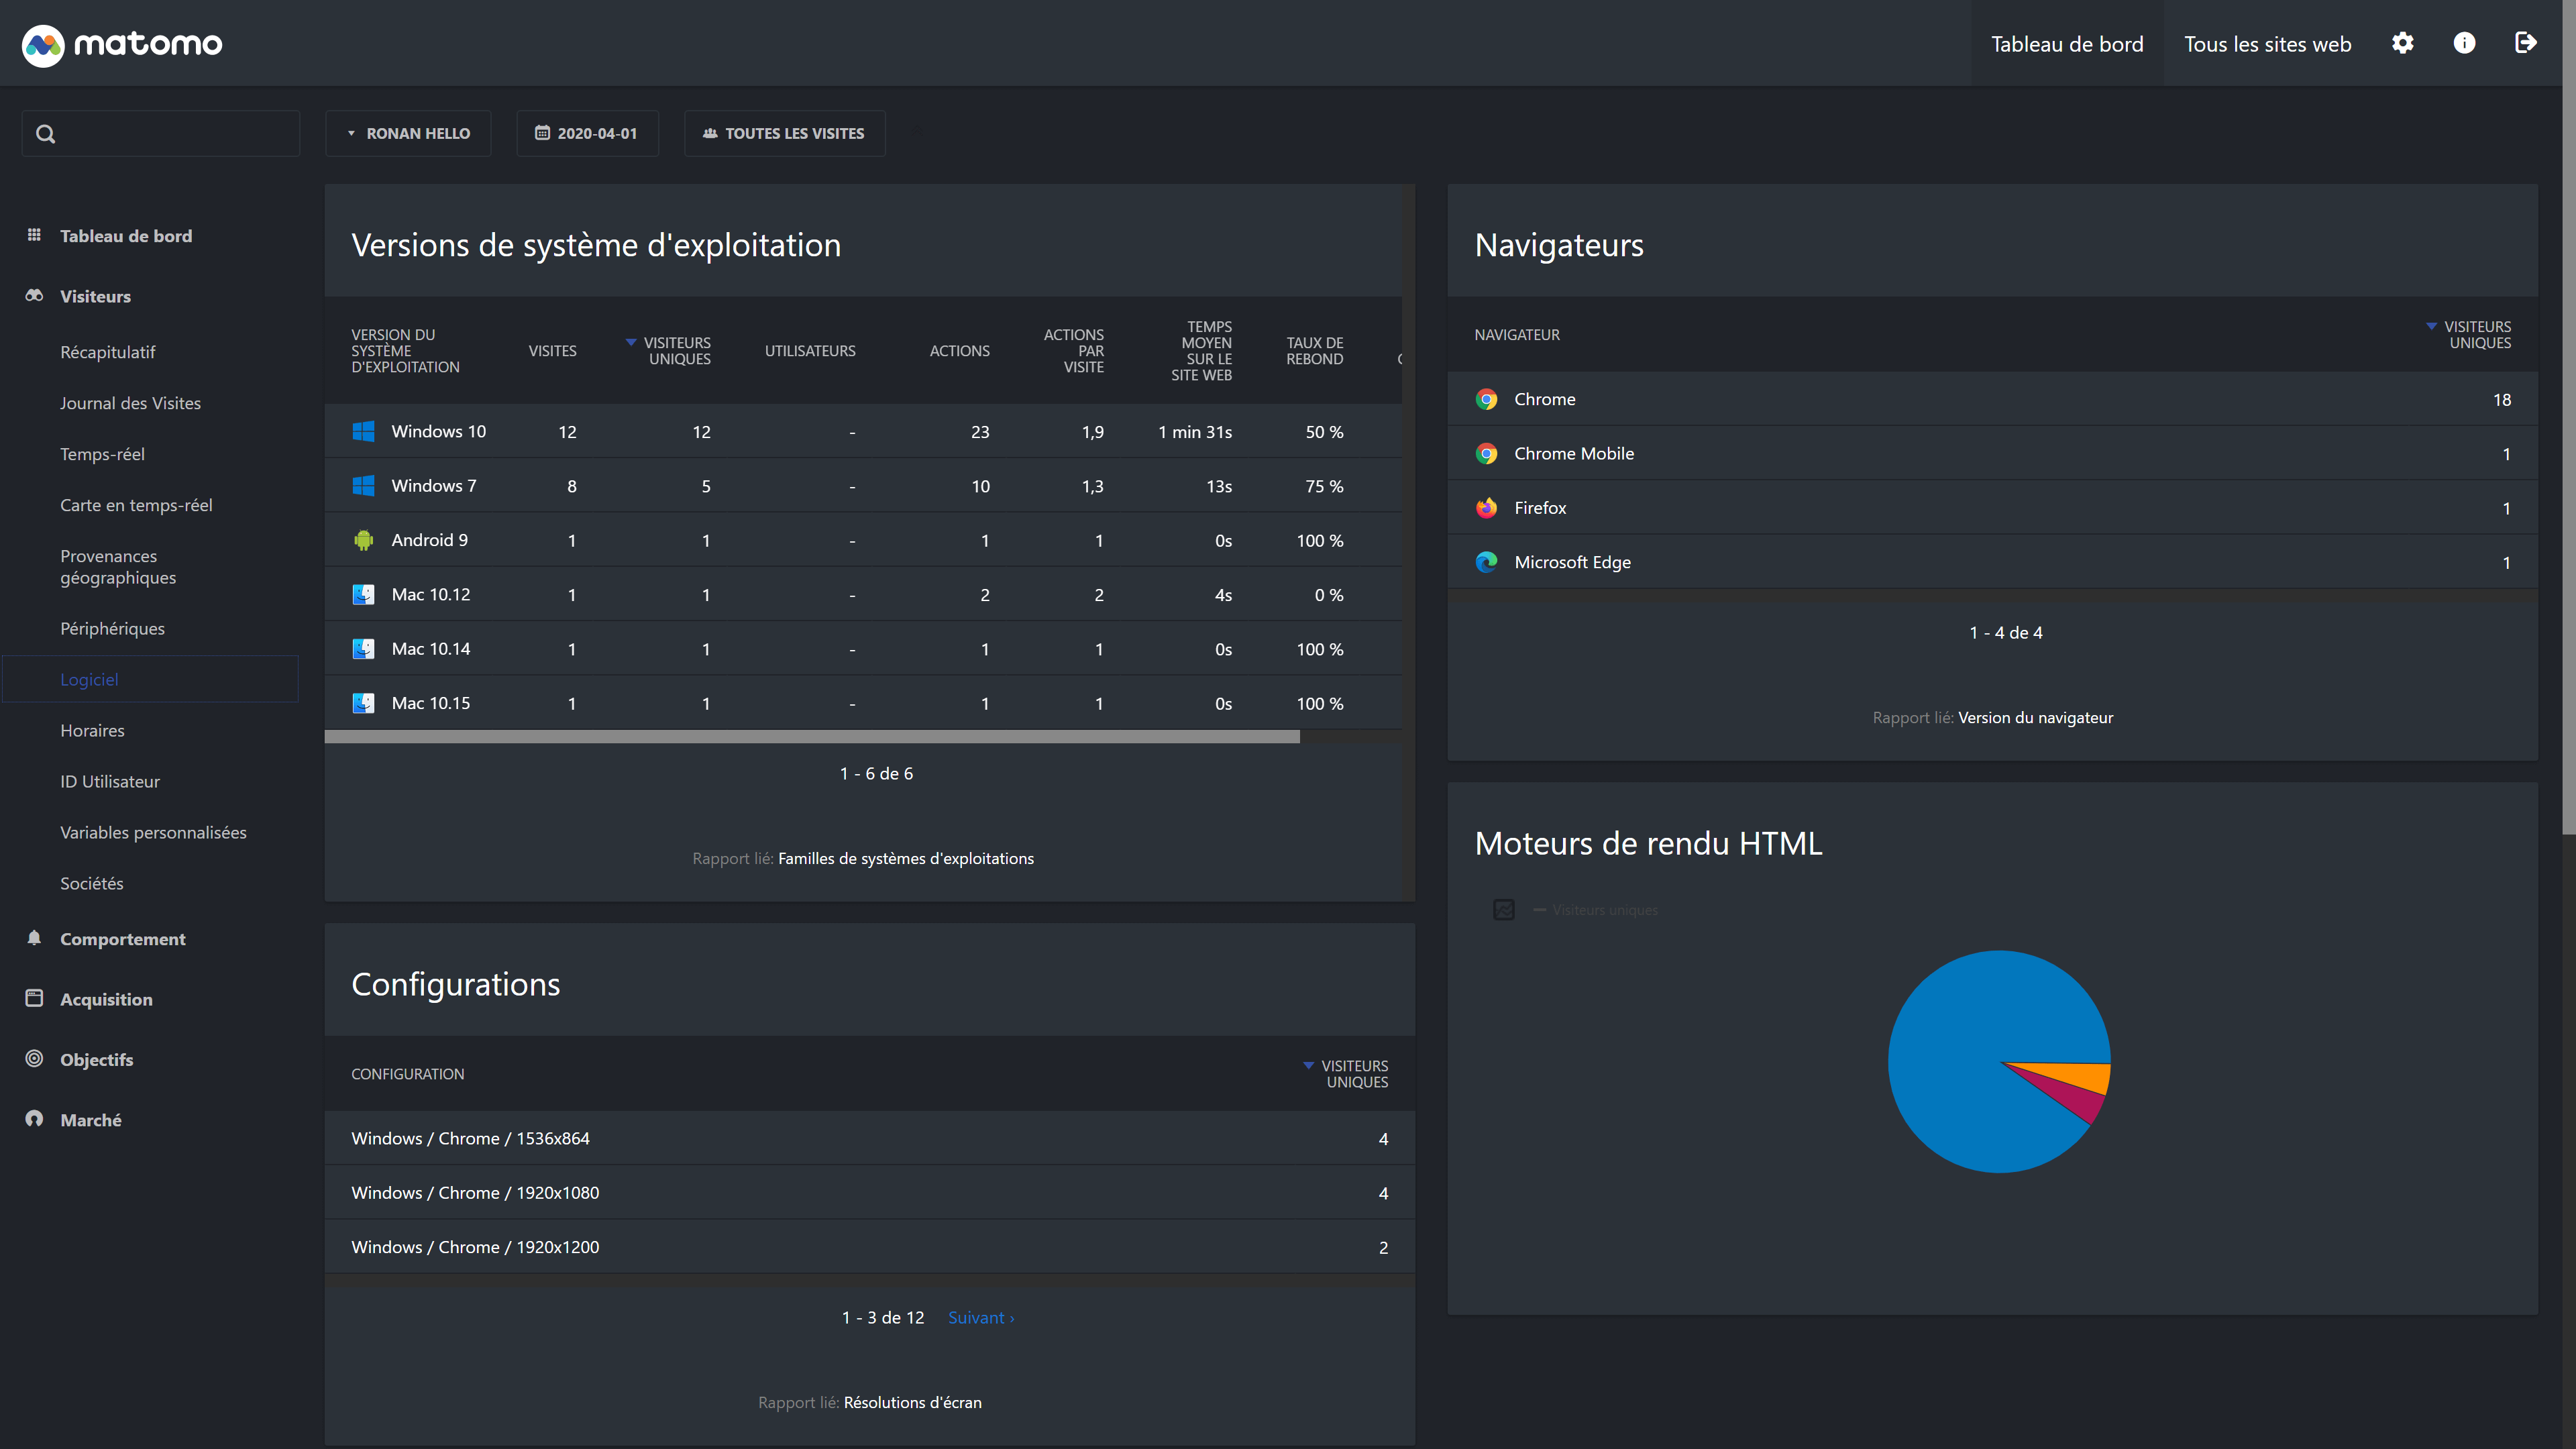 matomo
Tableau de bord
Tous les sites web
RONAN HELLO
2020-04-01
TOUTES LES VISITES
Tableau de bord
Visiteurs
Récapitulatif
Journal des Visites
Temps-réel
Carte en temps-réel
Provenances
géographiques
Périphériques
Logiciel
Horaires
ID Utilisateur
Variables personnalisées
Sociétés
Comportement
Acquisition
Objectifs
Marché
Versions de système d'exploitation
VERSION DU
SYSTÈME
D'EXPLOITATION
VISITES
VISITEURS
UNIQUES
UTILISATEURS
ACTIONS
ACTIONS
PAR
VISITE
TEMPS
MOYEN
SUR LE
SITE WEB
TAUX DE
REBOND
Windows 10 12 12 - 23 1,9 1 min 31s 50 %
Windows 7 8 5 - 10 1,3 13s 75 %
Android 9 1 1 - 1 1 0s 100 %
Mac 10.12 1 1 - 2 2 4s 0 %
Mac 10.14 1 1 - 1 1 0s 100 %
Mac 10.15 1 1 - 1 1 0s 100 %
1 - 6 de 6
Rapport lié: Familles de systèmes d'exploitations
Configurations
CONFIGURATION
VISITEURS
UNIQUES
Windows / Chrome / 1536x864 4
Windows / Chrome / 1920x1080 4
Windows / Chrome / 1920x1200 2
1 - 3 de 12 Suivant ›
Rapport lié: Résolutions d'écran
Navigateurs
NAVIGATEUR
VISITEURS
UNIQUES
Chrome 18
Chrome Mobile 1
Firefox 1
Microsoft Edge 1
1 - 4 de 4
Rapport lié: Version du navigateur
Moteurs de rendu HTML
Visiteurs uniques